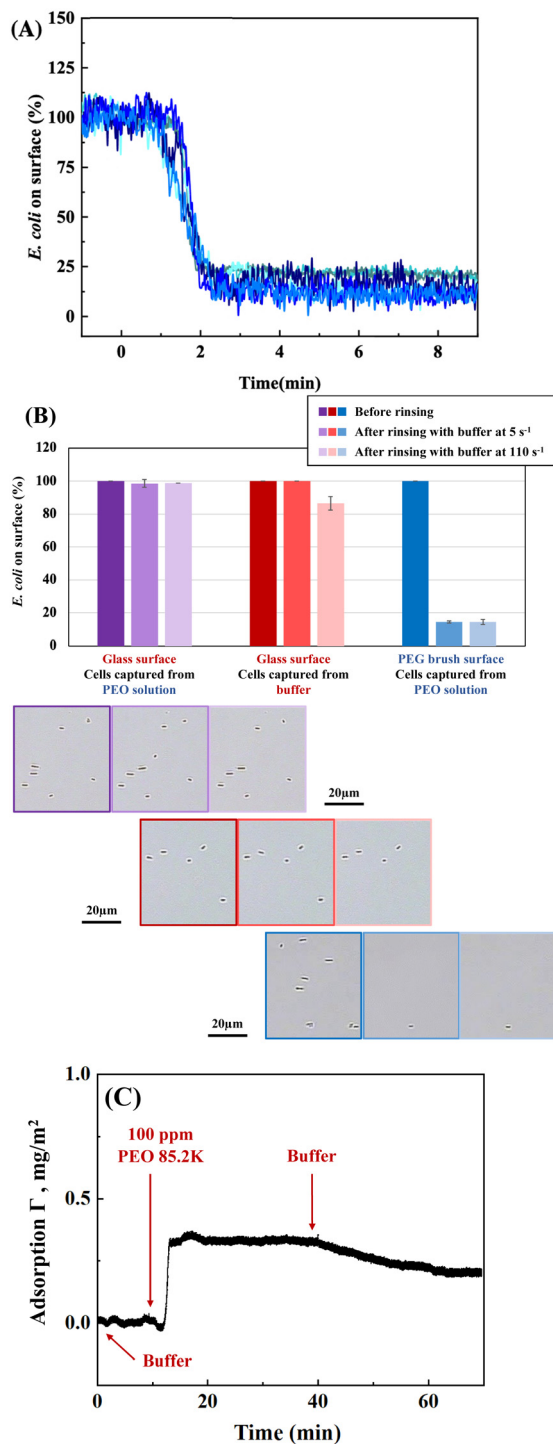 (A)
150
125
100
75
50
25
0
E. coli on surface (%)
0 2 4 6 8
Time(min)
(B)
Before rinsing
After rinsing with buffer at 5 s⁻¹
After rinsing with buffer at 110 s⁻¹
120
100
80
60
40
20
0
E. coli on surface (%)
Glass surface
Cells captured from
PEO solution
Glass surface
Cells captured from
buffer
PEG brush surface
Cells captured from
PEO solution
20μm
20μm
20μm
(C)
1.0
0.5
0.0
Adsorption Γ , mg/m²
100 ppm
PEO 85.2K
Buffer
Buffer
0 20 40 60
Time (min)